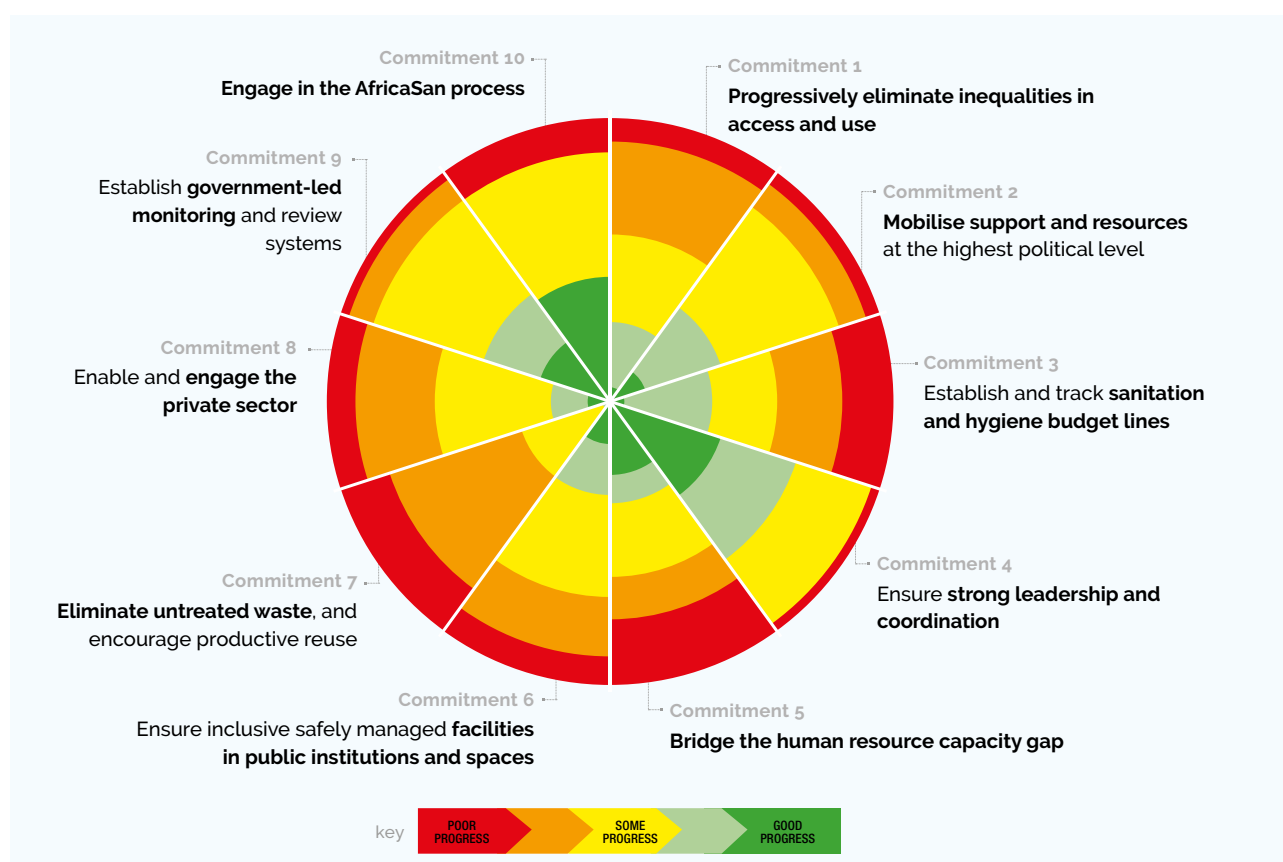 Commitment 10
Engage in the AfricaSan process
Commitment 1
Progressively eliminate inequalities in
access and use
Commitment 9
Establish government-led
monitoring and review
systems
Commitment 2
Mobilise support and resources
at the highest political level
Commitment 8
Enable and engage the
private sector
Commitment 3
Establish and track sanitation
and hygiene budget lines
Commitment 7
Eliminate untreated waste, and
encourage productive reuse
Commitment 4
Ensure strong leadership and
coordination
Commitment 6
Ensure inclusive safely managed facilities
in public institutions and spaces
Commitment 5
Bridge the human resource capacity gap
key
POOR
PROGRESS
SOME
PROGRESS
GOOD
PROGRESS